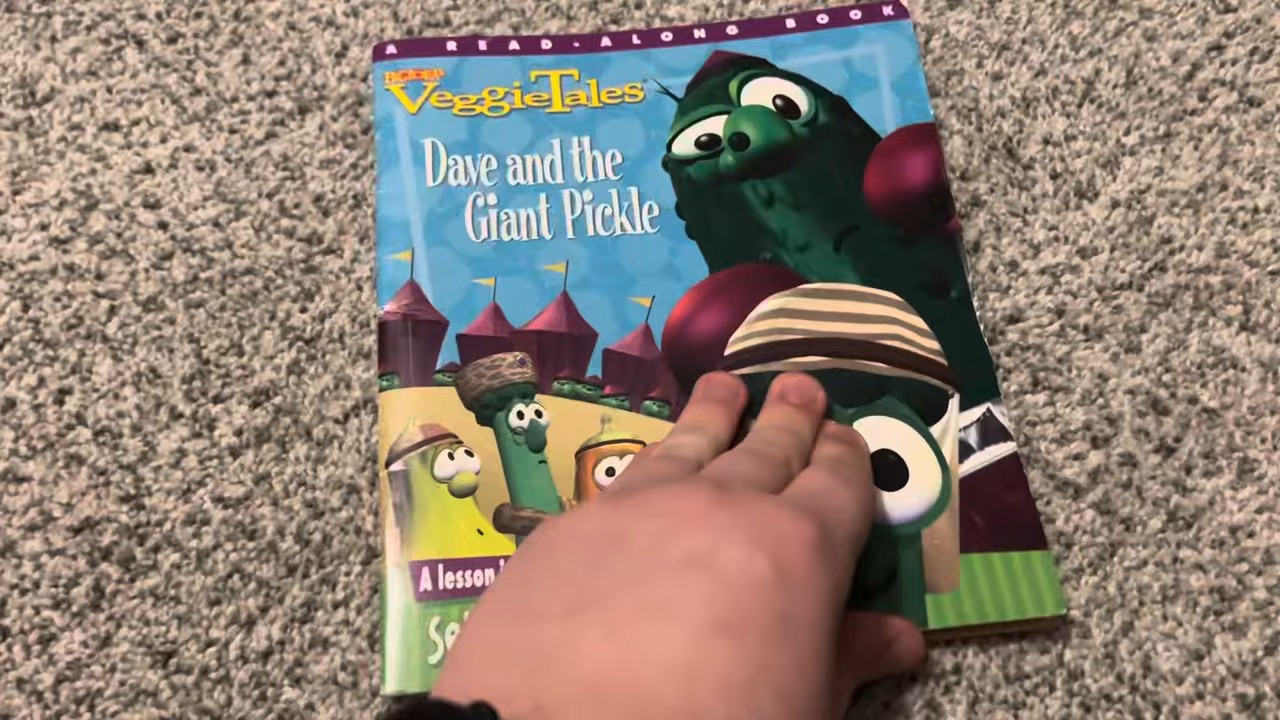 A READ-ALONG BOOK
BIG IDEA'S
VeggieTales
Dave and the
Giant Pickle
A lesson